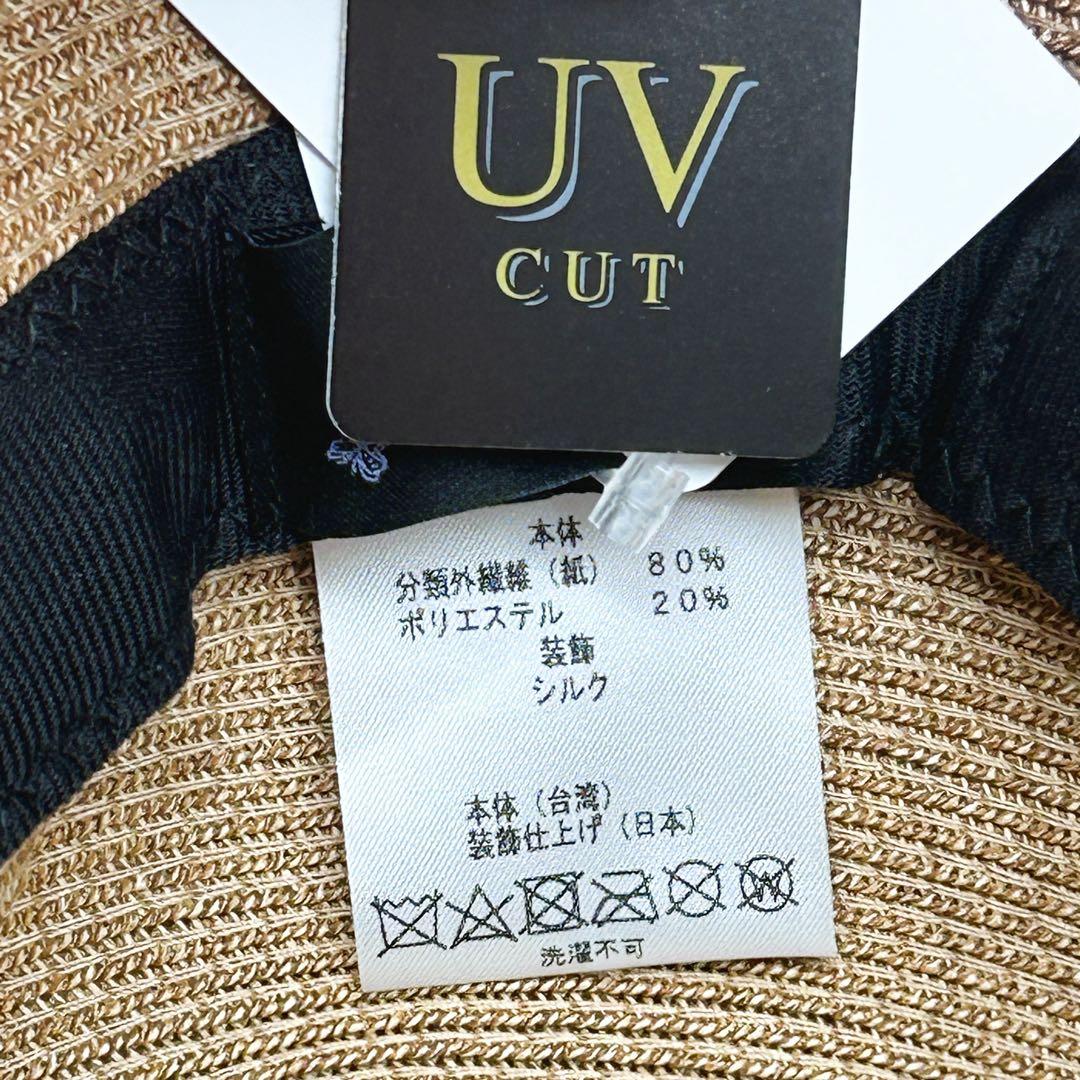 UV
CUT
本体
分類外繊維（紙） 80%
ポリエステル 20%
装飾
シルク
本体（台湾）
装飾仕上げ（日本）
W
洗濯不可